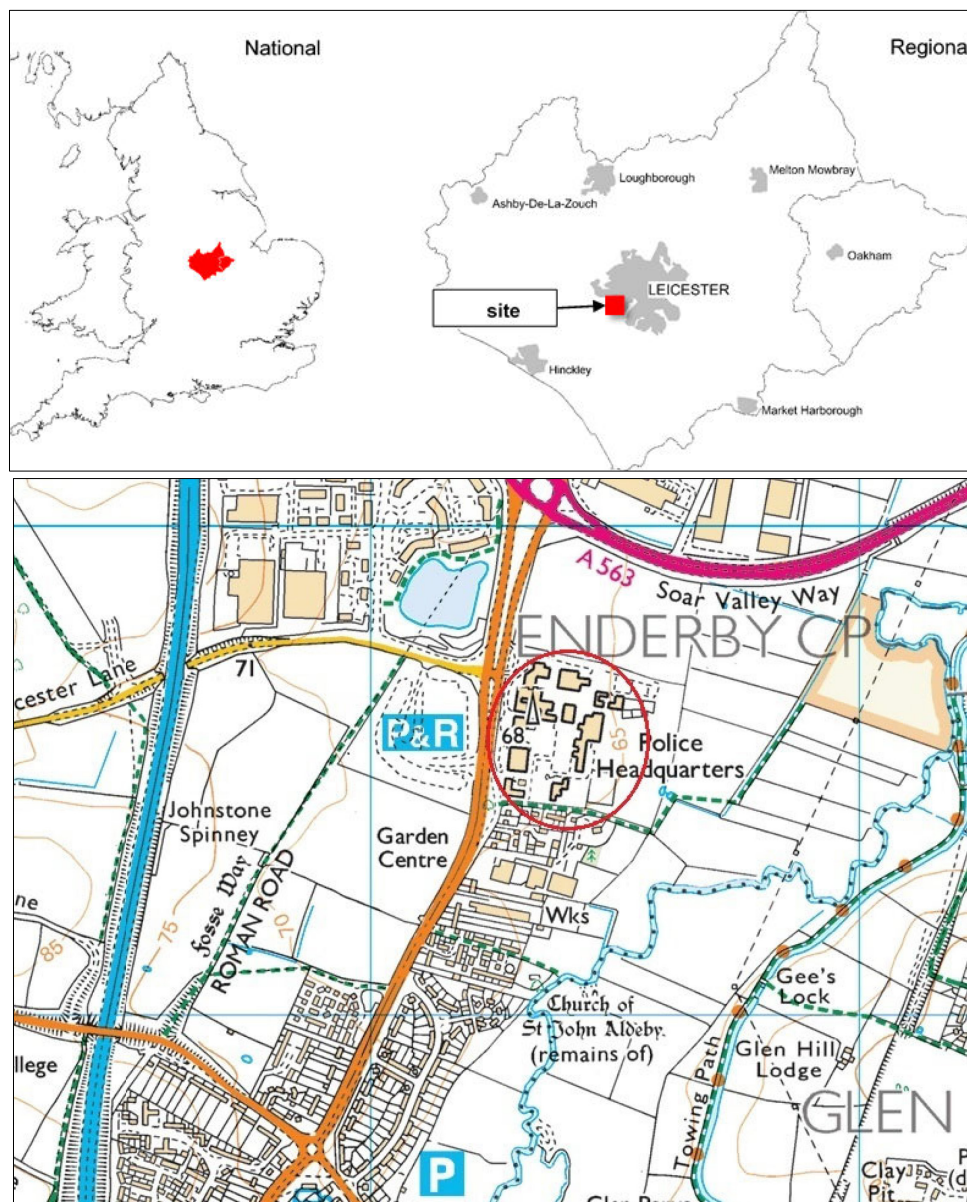 National
Regiona
Loughborough
Melton Mowbray
Ashby-De-La-Zouch
Oakham
LEICESTER
site
Hinckley
Market Harborough
A 563
Soar Valley Way
ENDERBY CP
cester Lane
71
P&R
68
65
Police
Headquarters
Johnstone
Spinney
Garden
Centre
Fosse Way
ROMAN ROAD
ne
85
75
70
Wks
Gee's
Lock
Church of
St John Aldeby
(remains of)
Glen Hill
Lodge
llege
Towing Path
GLEN
P
Clay
P
(d